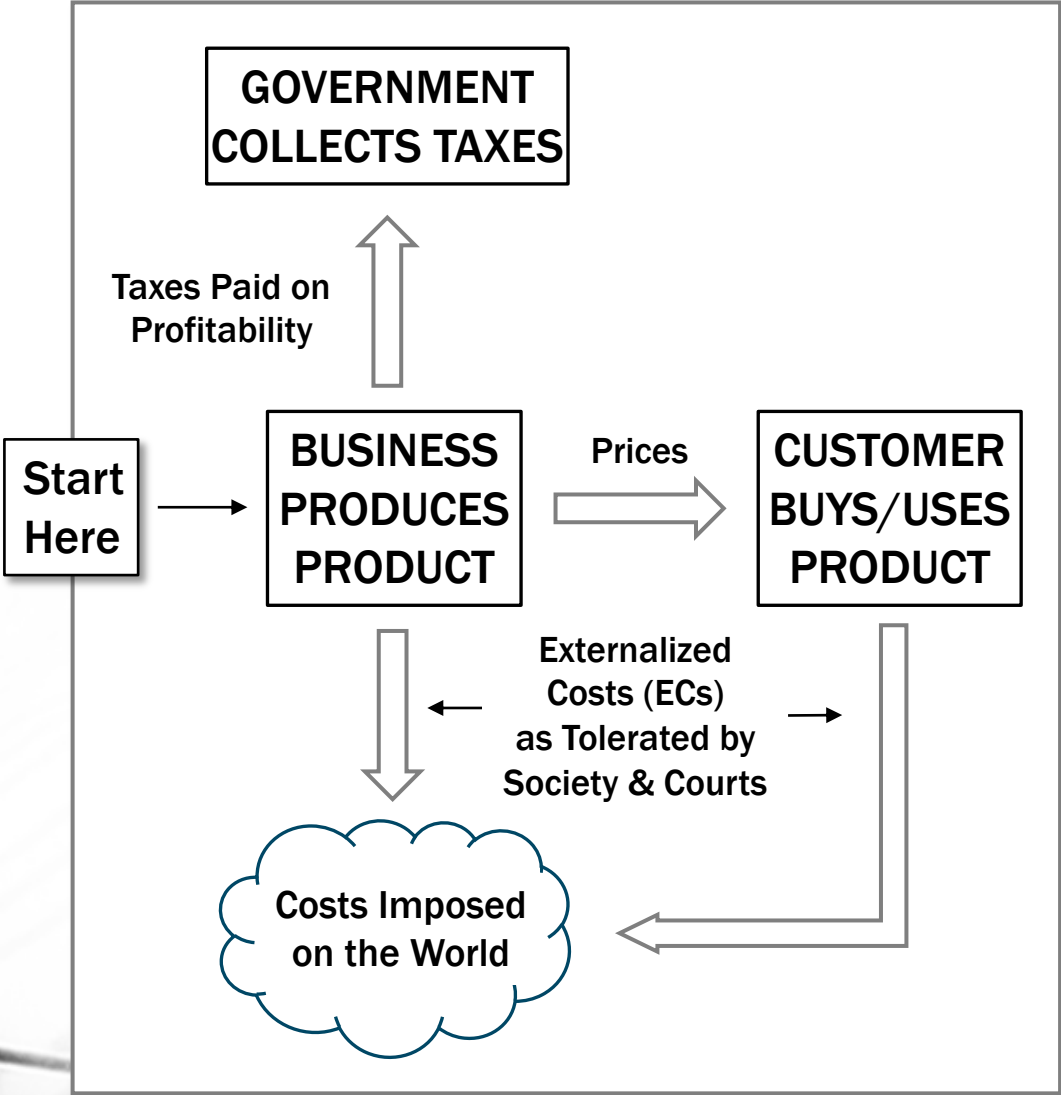 GOVERNMENT
COLLECTS TAXES
Taxes Paid on
Profitability
Start
Here
BUSINESS
PRODUCES
PRODUCT
Prices
CUSTOMER
BUYS/USES
PRODUCT
Externalized
Costs (ECs)
as Tolerated by
Society & Courts
Costs Imposed
on the World